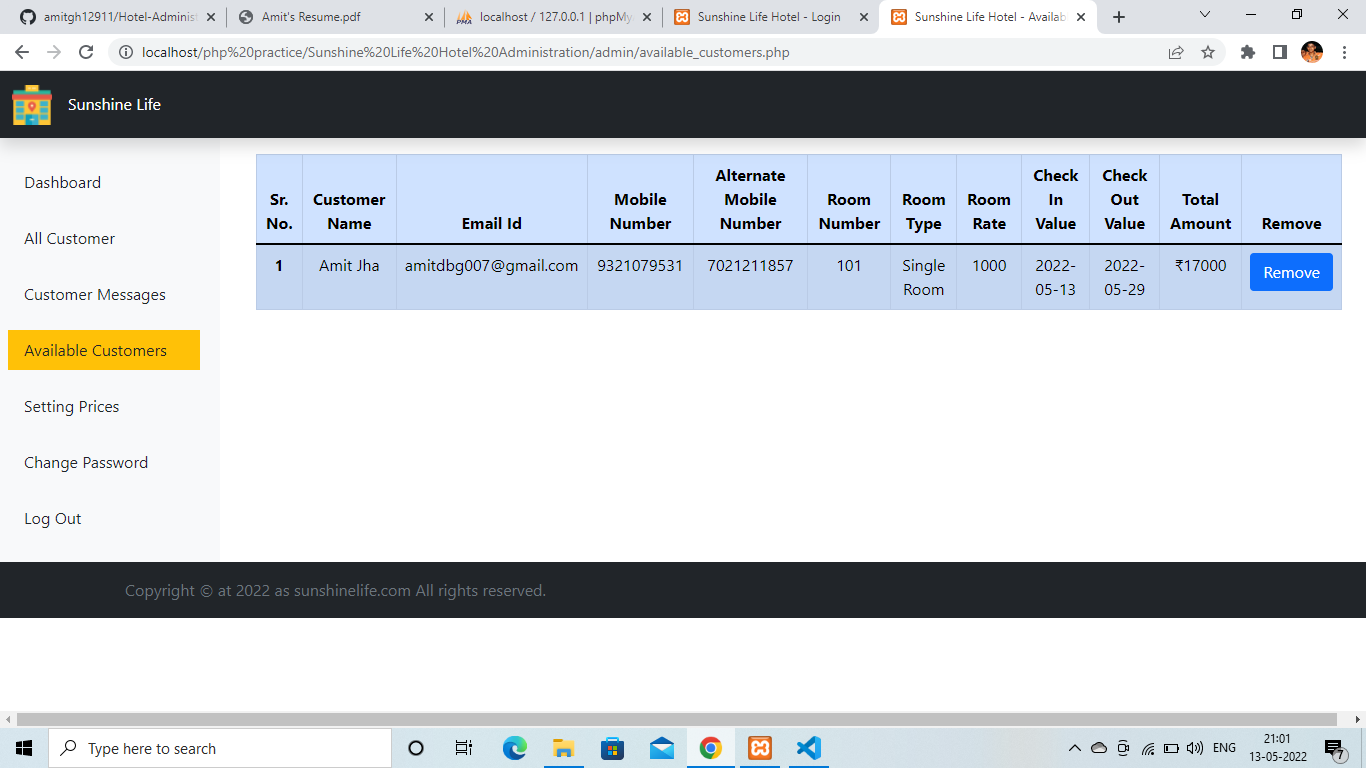 amitgh12911/Hotel-Adminis
Amit's Resume.pdf
localhost / 127.0.0.1 | phpMy
Sunshine Life Hotel - Login
Sunshine Life Hotel - Availab
localhost/php%20practice/Sunshine%20Life%20Hotel%20Administration/admin/available_customers.php
Sunshine Life
Dashboard
All Customer
Customer Messages
Available Customers
Setting Prices
Change Password
Log Out
Sr. No. Customer Name Email Id Mobile Number Alternate Mobile Number Room Number Room Type Room Rate Check In Value Check Out Value Total Amount Remove
1 Amit Jha amitdbg007@gmail.com 9321079531 7021211857 101 Single Room 1000 2022-05-13 2022-05-29 ₹17000 Remove
Copyright © at 2022 as sunshinelife.com All rights reserved.
Type here to search
ENG
21:01
13-05-2022
7